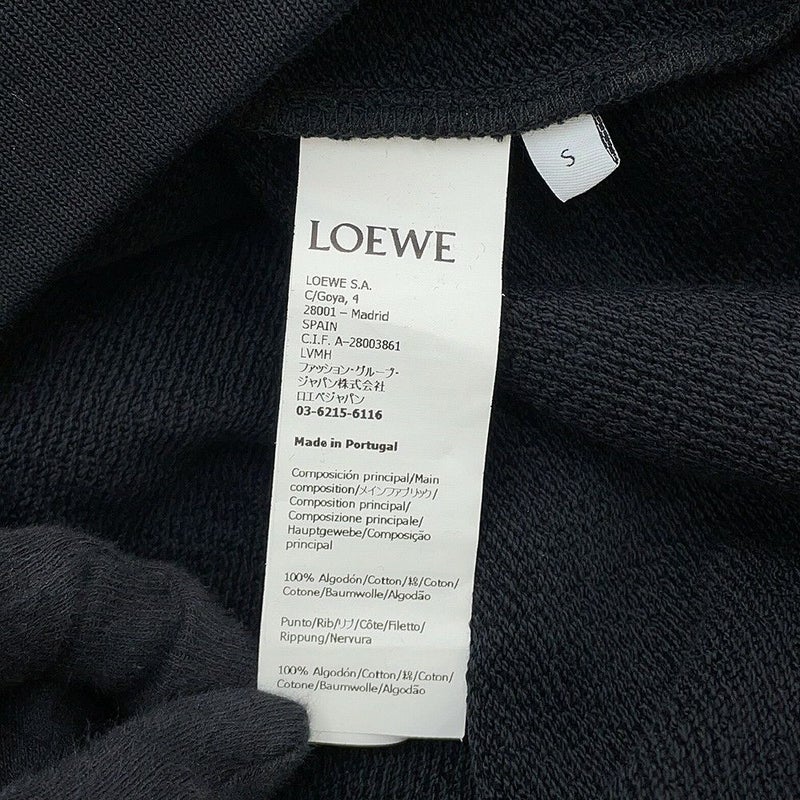 S
LOEWE
LOEWE S.A.
C/Goya, 4
28001 – Madrid
SPAIN
C.I.F. A-28003861
LVMH
ファッション・グループ・
ジャパン株式会社
ロエベジャパン
03-6215-6116
Made in Portugal
Composición principal/Main
composition/メインファブリック/
Composition principal/
Composizione principale/
Hauptgewebe/Composição
principal
100% Algodón/Cotton/綿/Coton/
Cotone/Baumwolle/Algodão
Punto/Rib/リブ/Côte/Filetto/
Rippung/Nervura
100% Algodón/Cotton/綿/Coton/
Cotone/Baumwolle/Algodão